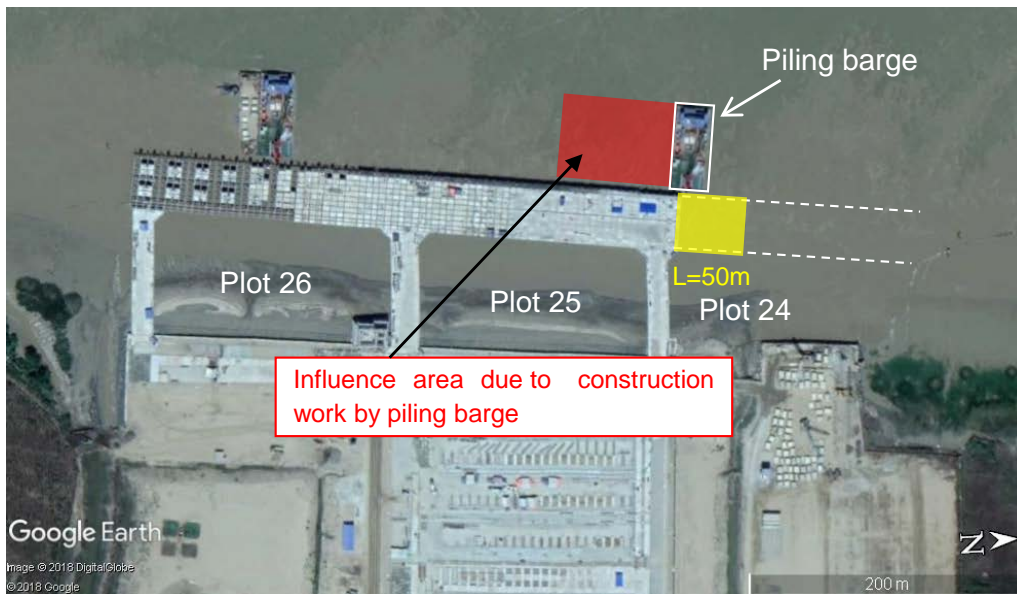 Piling barge
L=50m
Plot 26
Plot 25
Plot 24
Influence area due to construction
work by piling barge
Google Earth
Image © 2018 DigitalGlobe
© 2018 Google
N
200 m